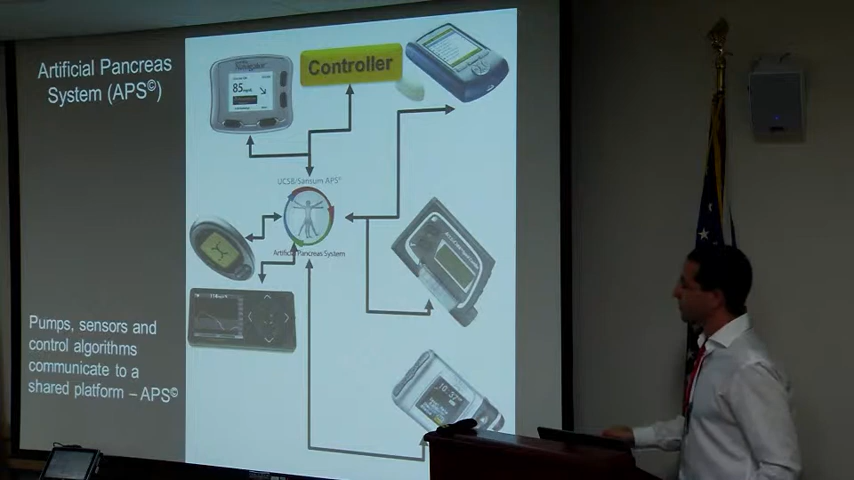 Artificial Pancreas
System (APS©)
Controller
85
UCSB/Sansum APS©
Artificial Pancreas System
Pumps, sensors and
control algorithms
communicate to a
shared platform – APS©